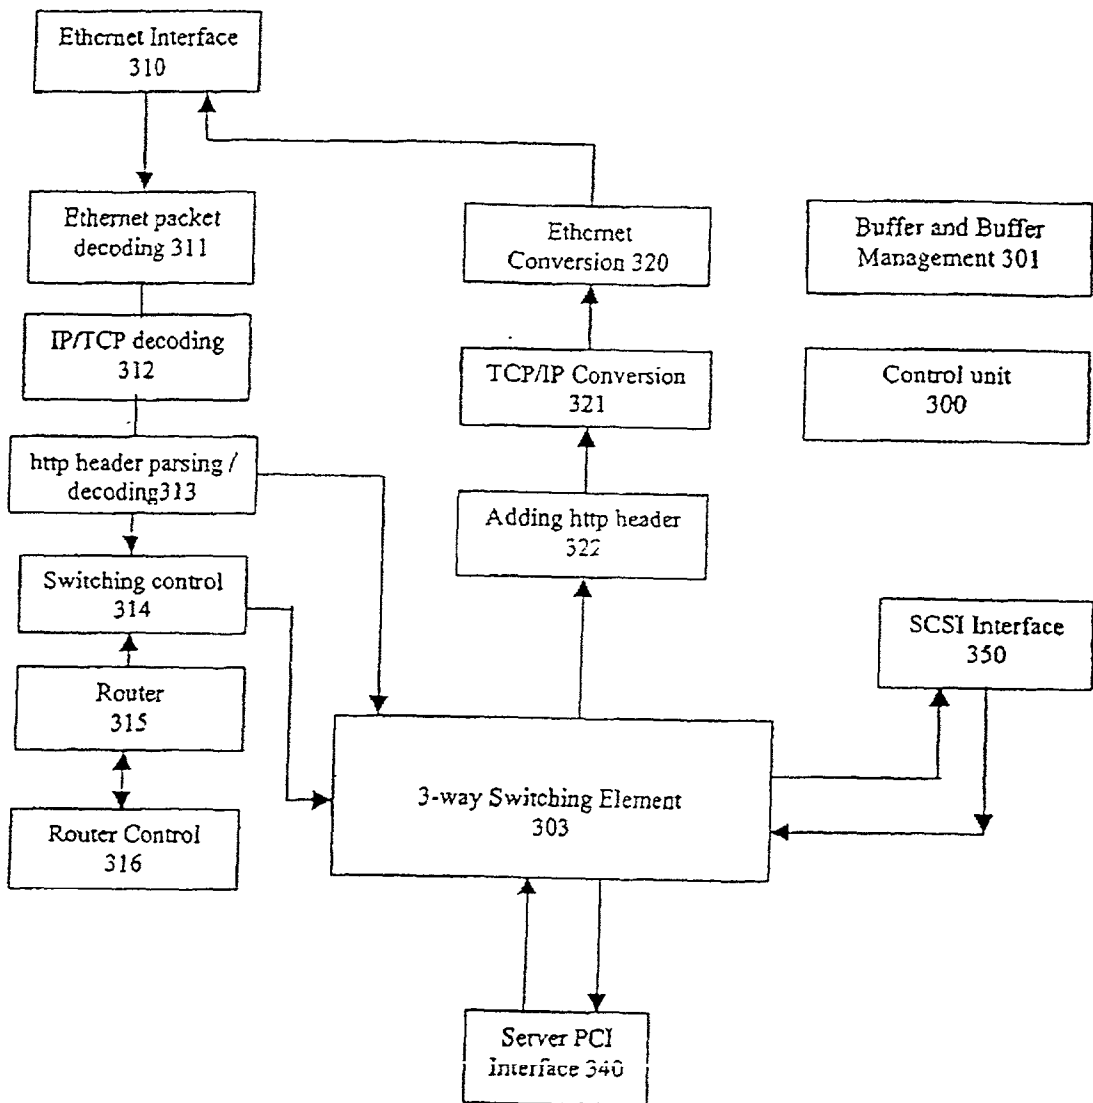 Ethernet Interface
310
Ethernet packet
decoding 311
IP/TCP decoding
312
http header parsing /
decoding313
Switching control
314
Router
315
Router Control
316
Ethernet
Conversion 320
TCP/IP Conversion
321
Adding http header
322
3-way Switching Element
303
Server PCI
Interface 340
Buffer and Buffer
Management 301
Control unit
300
SCSI Interface
350